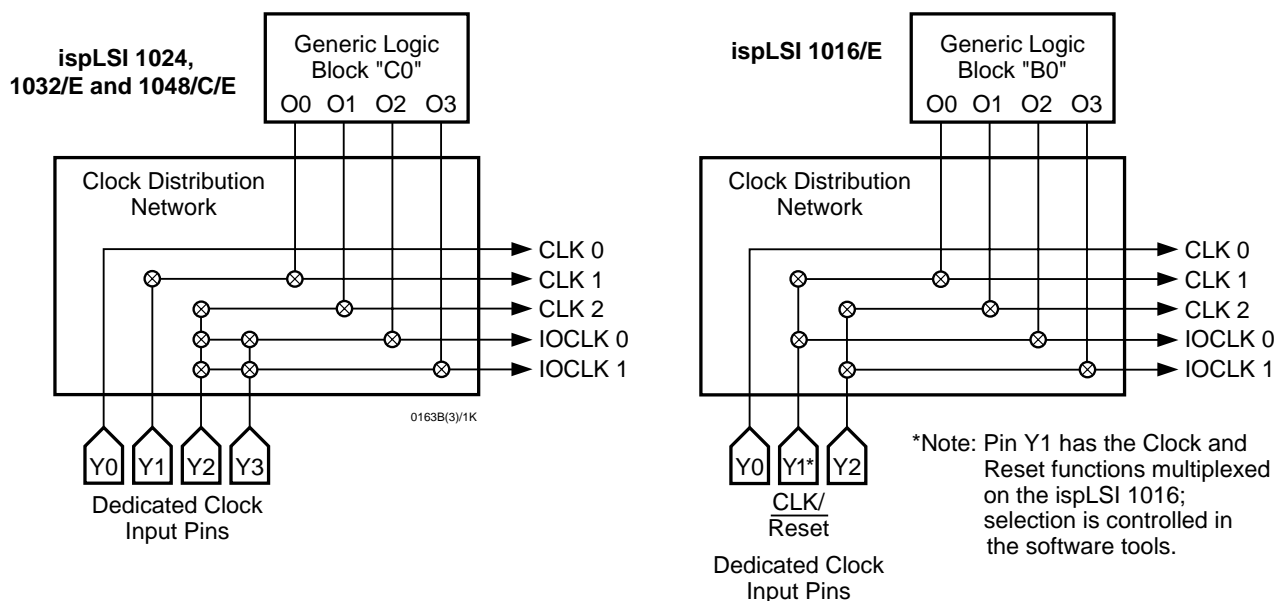 ispLSI 1024,
1032/E and 1048/C/E
Generic Logic
Block "C0"
O0 O1 O2 O3
Clock Distribution
Network
CLK 0
CLK 1
CLK 2
IOCLK 0
IOCLK 1
0163B(3)/1K
Y0 Y1 Y2 Y3
Dedicated Clock
Input Pins
ispLSI 1016/E
Generic Logic
Block "B0"
O0 O1 O2 O3
Clock Distribution
Network
CLK 0
CLK 1
CLK 2
IOCLK 0
IOCLK 1
Y0 Y1* Y2
CLK/
Reset
Dedicated Clock
Input Pins
*Note: Pin Y1 has the Clock and
Reset functions multiplexed
on the ispLSI 1016;
selection is controlled in
the software tools.